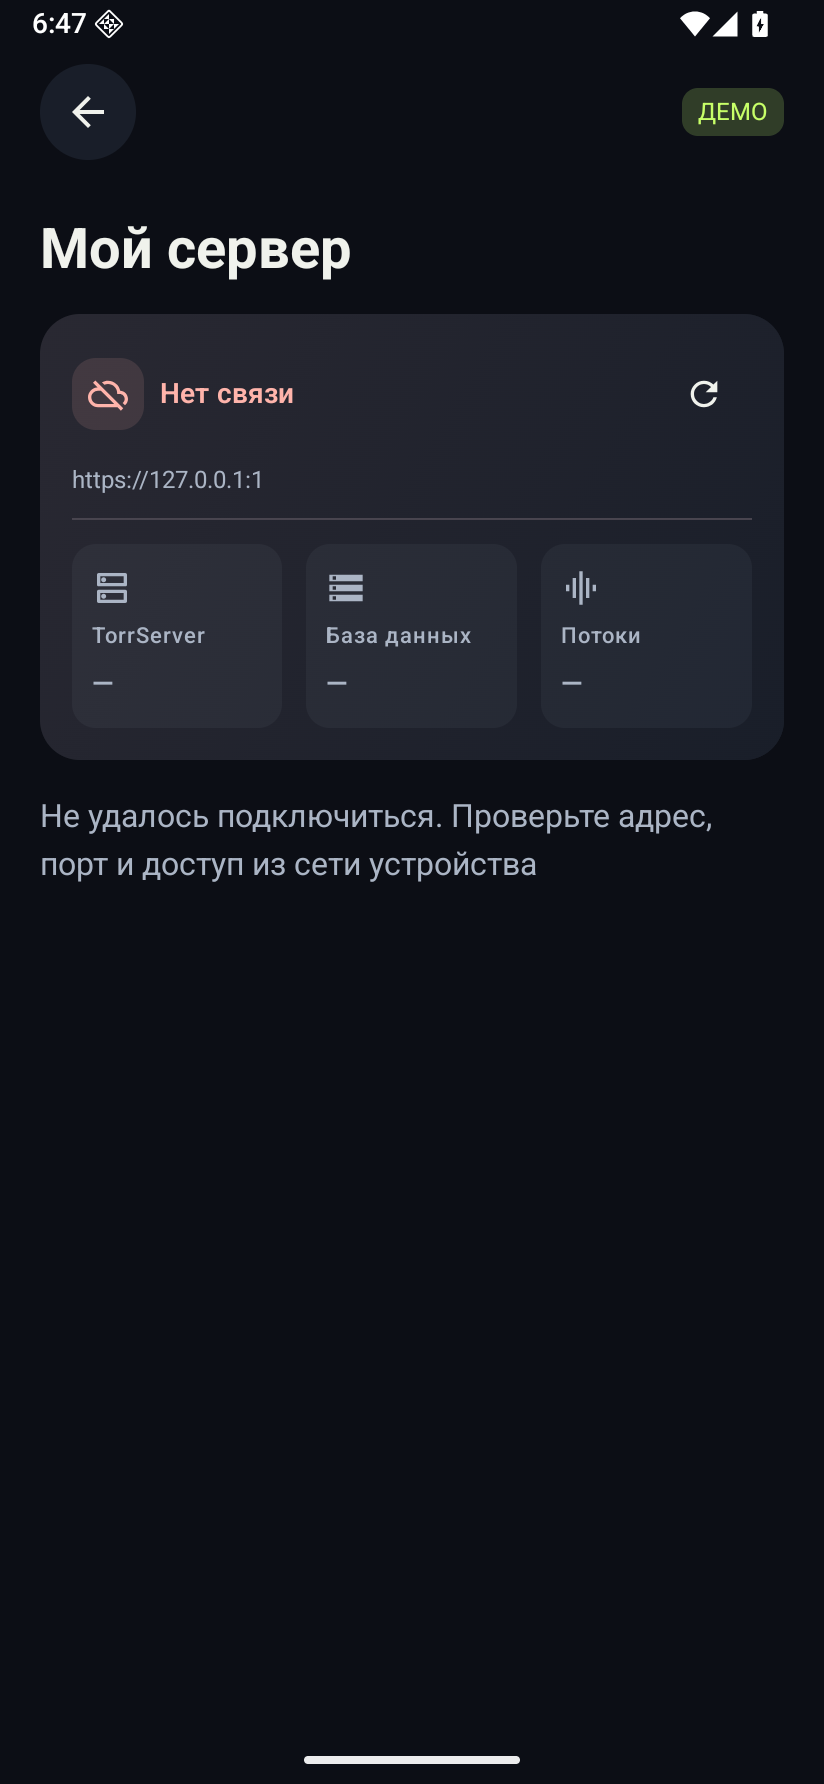 6:47
ДЕМО
Мой сервер
Нет связи
https://127.0.0.1:1
TorrServer
База данных
Потоки
—
—
—
Не удалось подключиться. Проверьте адрес,
порт и доступ из сети устройства